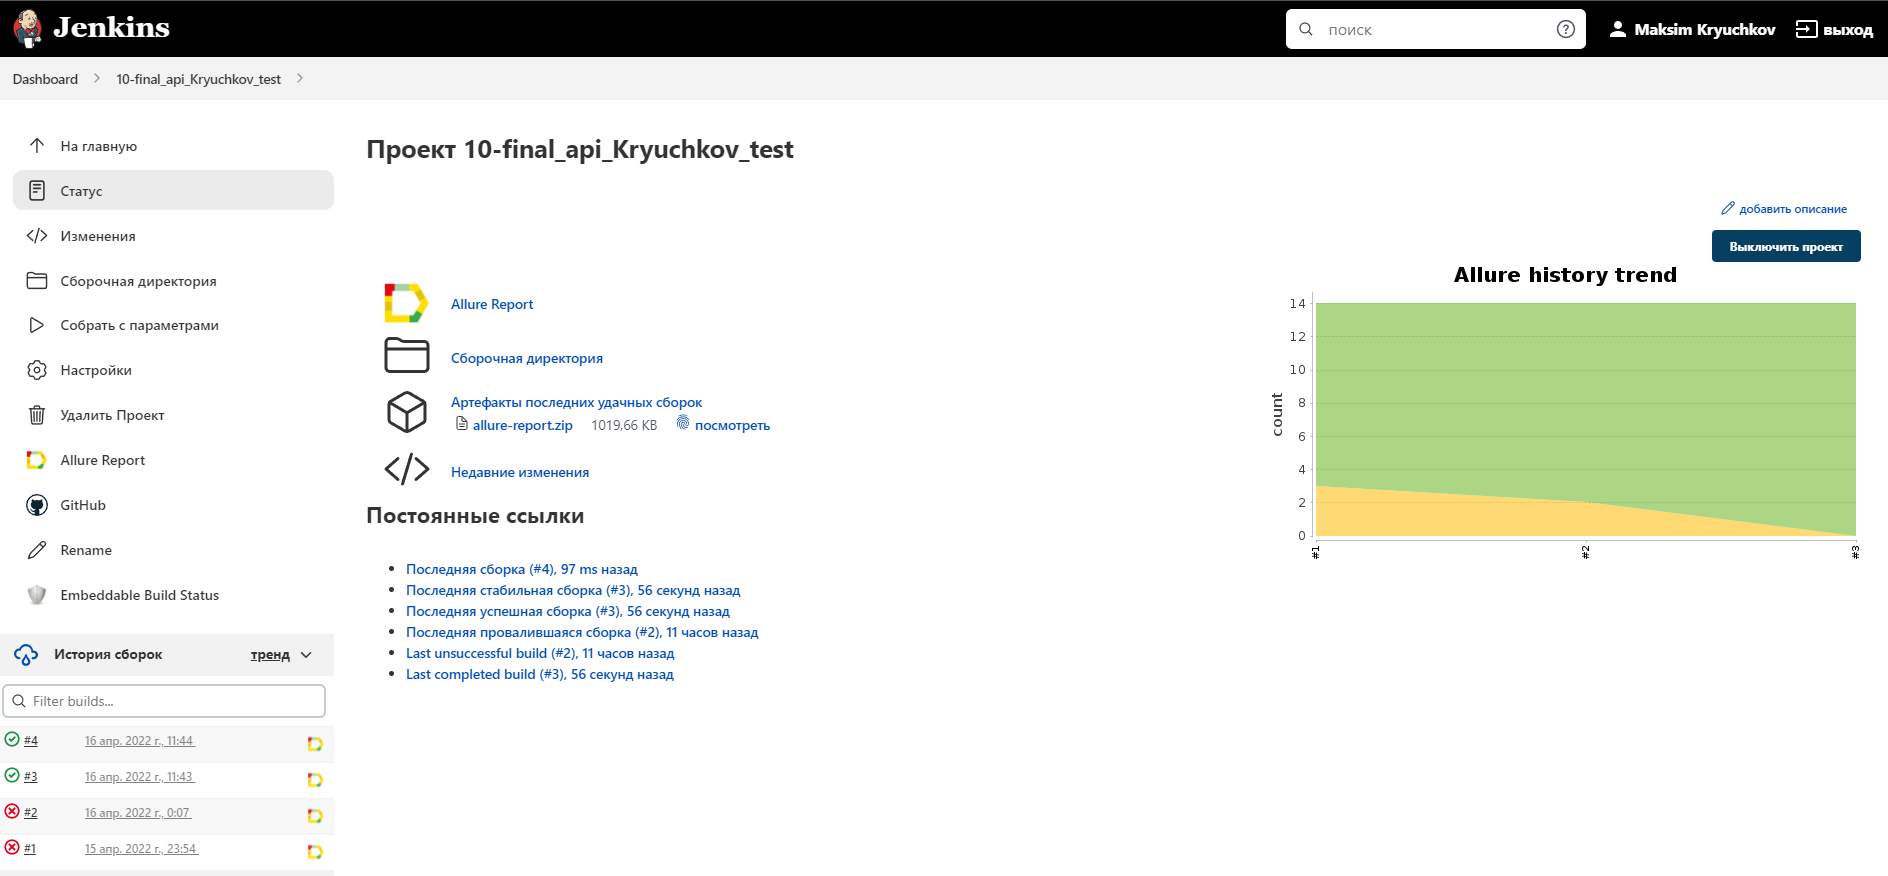 Jenkins
поиск
Maksim Kryuchkov
выход
Dashboard
10-final_api_Kryuchkov_test
На главную
Статус
Изменения
Сборочная директория
Собрать с параметрами
Настройки
Удалить Проект
Allure Report
GitHub
Rename
Embeddable Build Status
История сборок
тренд
Filter builds...
#4 16 апр. 2022 г., 11:44
#3 16 апр. 2022 г., 11:43
#2 16 апр. 2022 г., 0:07
#1 15 апр. 2022 г., 23:54
Проект 10-final_api_Kryuchkov_test
добавить описание
Выключить проект
Allure Report
Сборочная директория
Артефакты последних удачных сборок
allure-report.zip 1019,66 KB посмотреть
Недавние изменения
Постоянные ссылки
Последняя сборка (#4), 97 ms назад
Последняя стабильная сборка (#3), 56 секунд назад
Последняя успешная сборка (#3), 56 секунд назад
Последняя провалившаяся сборка (#2), 11 часов назад
Last unsuccessful build (#2), 11 часов назад
Last completed build (#3), 56 секунд назад
Allure history trend
count
14
12
10
8
6
4
2
0
#1
#2
#3